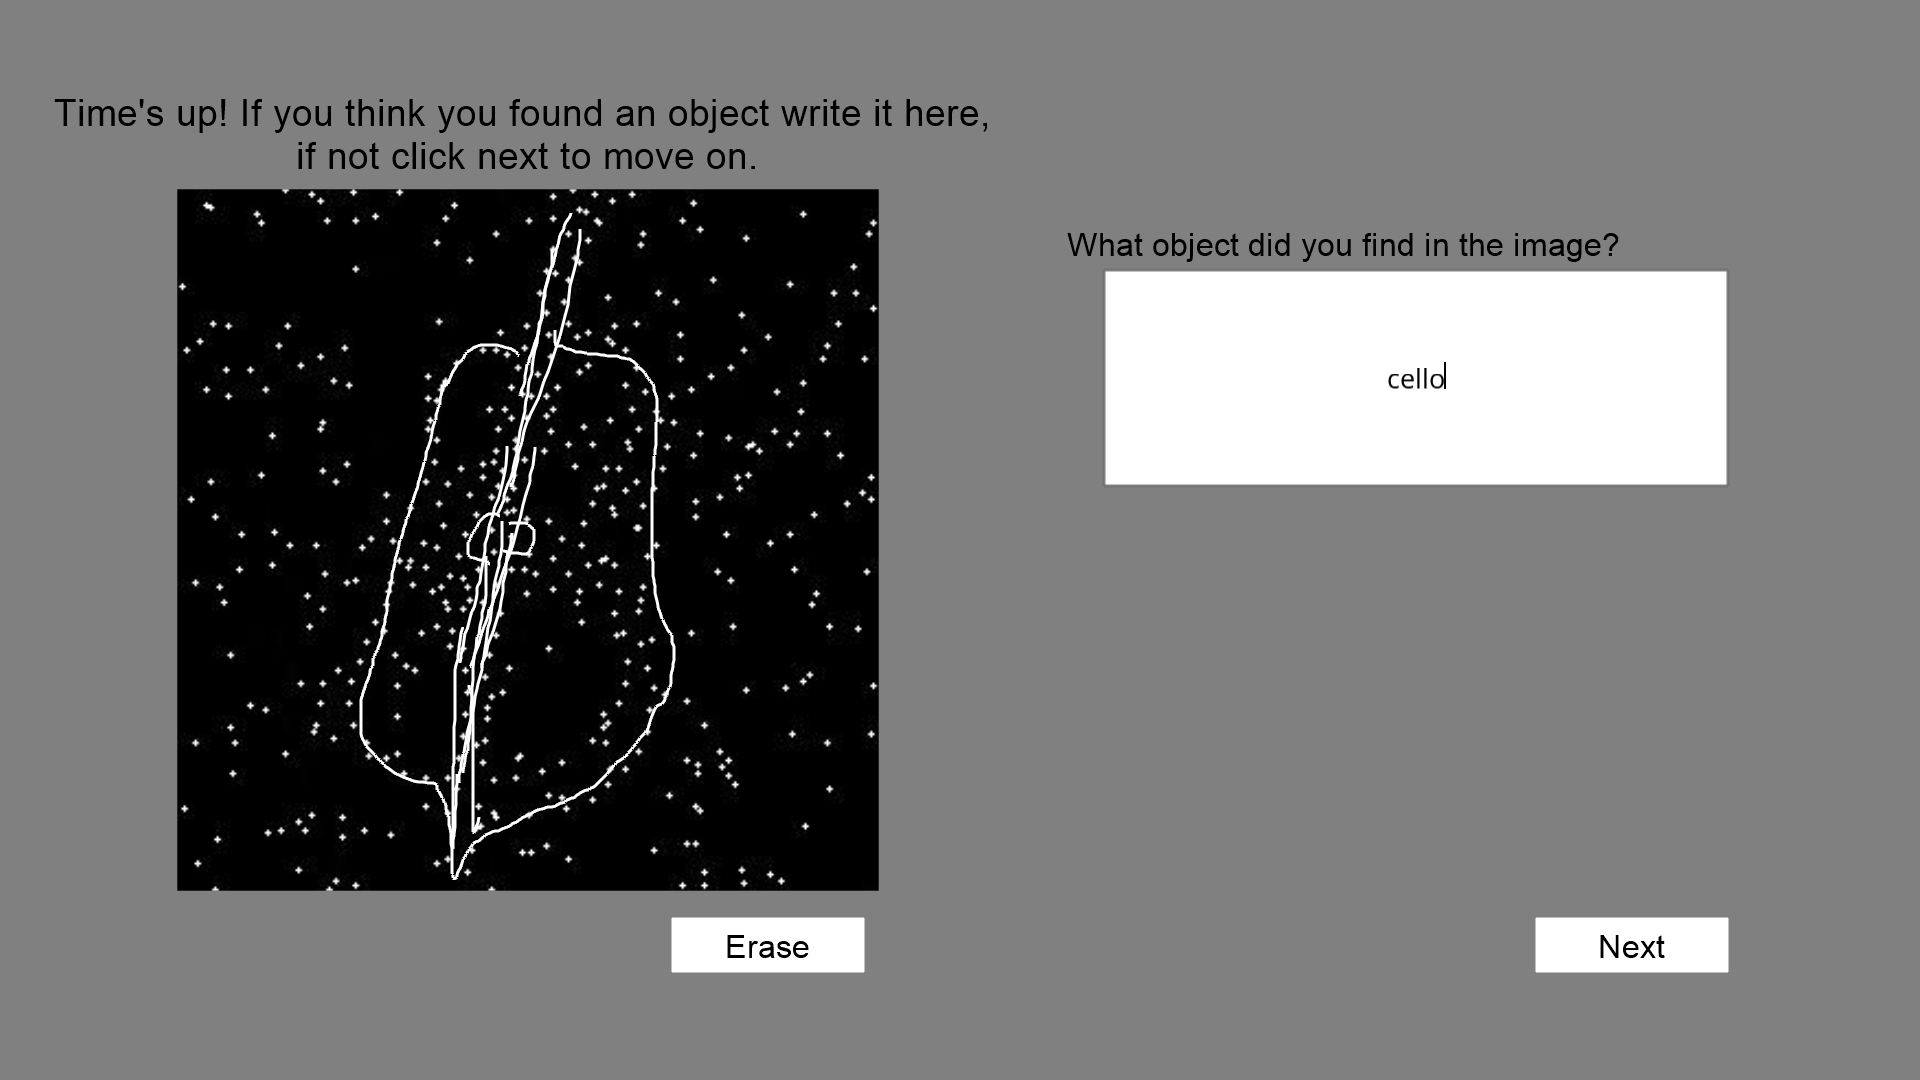 Time's up! If you think you found an object write it here,
if not click next to move on.
What object did you find in the image?
cello
Erase
Next